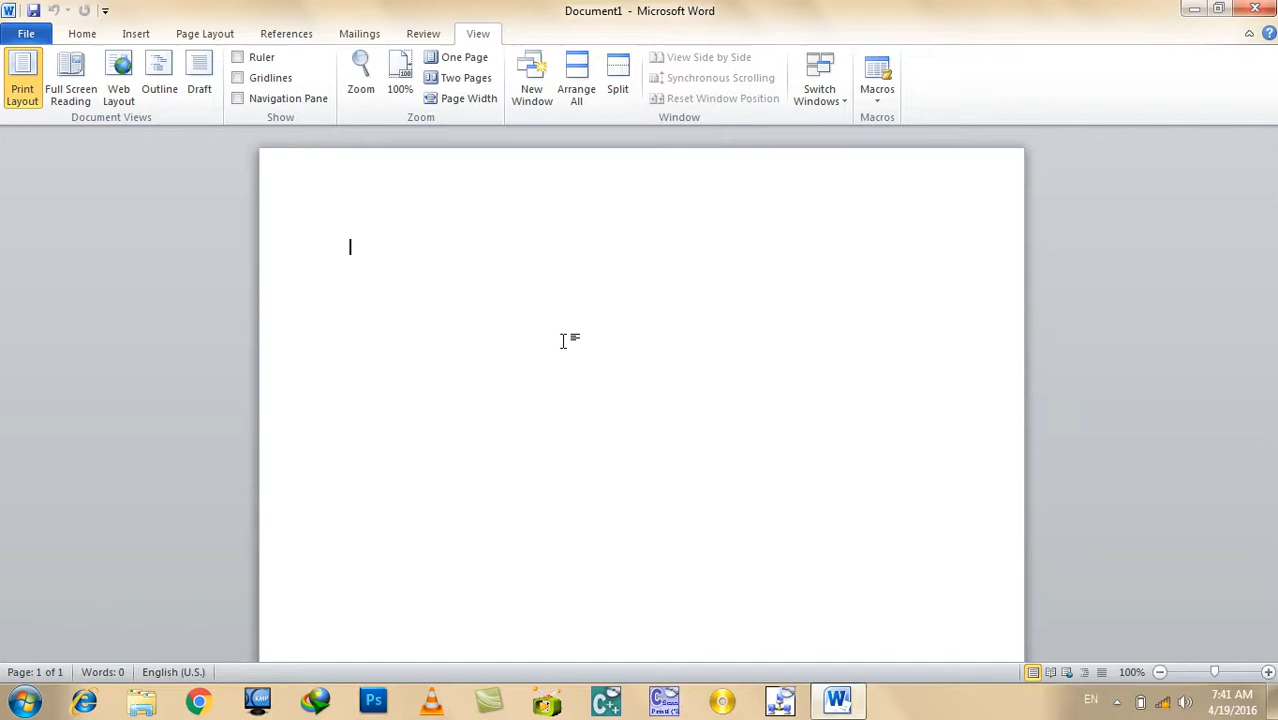 Document1 - Microsoft Word
File Home Insert Page Layout References Mailings Review View
Print Layout
Full Screen Reading
Web Layout
Outline
Draft
Document Views
Ruler
Gridlines
Navigation Pane
Show
Zoom
100
100%
One Page
Two Pages
Page Width
Zoom
New Window
Arrange All
Split
View Side by Side
Synchronous Scrolling
Reset Window Position
Window
Switch Windows
Macros
Macros
Page: 1 of 1 Words: 0 English (U.S.) 100%
EN 7:41 AM
4/19/2016